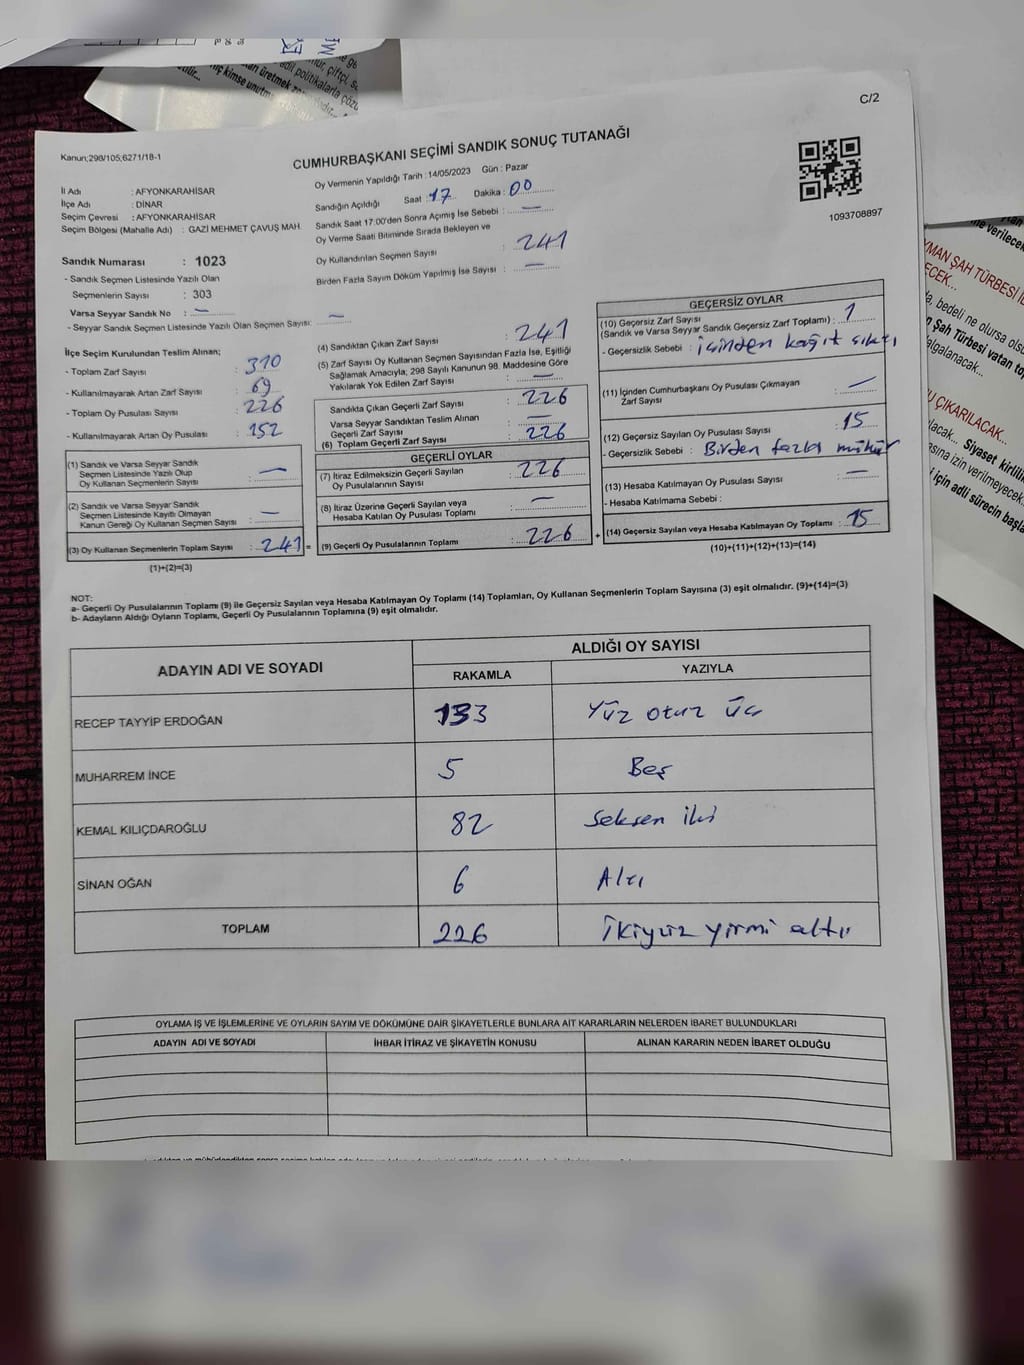 C/2
Kanun;298/105;6271/18-1
CUMHURBAŞKANI SEÇİMİ SANDIK SONUÇ TUTANAĞI
İl Adı : AFYONKARAHİSAR
İlçe Adı : DİNAR
Seçim Çevresi : AFYONKARAHİSAR
Seçim Bölgesi (Mahalle Adı) : GAZİ MEHMET ÇAVUŞ MAH.
Oy Vermenin Yapıldığı Tarih : 14/05/2023 Gün : Pazar
Sandığın Açıldığı Saat : 17 Dakika : 00
Sandık Saat 17:00'den Sonra Açımış İse Sebebi : —
Oy Verme Saati Bitiminde Sırada Bekleyen ve
Oy Kullandırılan Seçmen Sayısı : 241
Birden Fazla Sayım Döküm Yapılmış İse Sayısı : —
1093708897
Sandık Numarası : 1023
- Sandık Seçmen Listesinde Yazılı Olan
Seçmenlerin Sayısı : 303
Varsa Seyyar Sandık No : —
- Seyyar Sandık Seçmen Listesinde Yazılı Olan Seçmen Sayısı: —
İlçe Seçim Kurulundan Teslim Alınan;
- Toplam Zarf Sayısı : 310
- Kullanılmayarak Artan Zarf Sayısı : 69
- Toplam Oy Pusulası Sayısı : 226
- Kullanılmayarak Artan Oy Pusulası : 152
(1) Sandık ve Varsa Seyyar Sandık
Seçmen Listesinde Yazılı Olup
Oy Kullanan Seçmenlerin Sayısı : —
(2) Sandık ve Varsa Seyyar Sandık
Seçmen Listesinde Kayıtlı Olmayan
Kanun Gereği Oy Kullanan Seçmen Sayısı : —
(3) Oy Kullanan Seçmenlerin Toplam Sayısı : 241 =
(1)+(2)=(3)
(4) Sandıktan Çıkan Zarf Sayısı : 241
(5) Zarf Sayısı Oy Kullanan Seçmen Sayısından Fazla İse, Eşitliği
Sağlamak Amacıyla; 298 Sayılı Kanunun 98. Maddesine Göre
Yakılarak Yok Edilen Zarf Sayısı : —
Sandıkta Çıkan Geçerli Zarf Sayısı : 226
Varsa Seyyar Sandıktan Teslim Alınan
Geçerli Zarf Sayısı : —
(6) Toplam Geçerli Zarf Sayısı : 226
GEÇERLİ OYLAR
(7) İtiraz Edilmeksizin Geçerli Sayılan
Oy Pusulalarının Sayısı : 226
(8) İtiraz Üzerine Geçerli Sayılan veya
Hesaba Katılan Oy Pusulası Toplamı : —
(9) Geçerli Oy Pusulalarının Toplamı : 226 +
GEÇERSİZ OYLAR
(10) Geçersiz Zarf Sayısı
(Sandık ve Varsa Seyyar Sandık Geçersiz Zarf Toplamı) : 1
- Geçersizlik Sebebi : içinden kağıt çıktı
(11) İçinden Cumhurbaşkanı Oy Pusulası Çıkmayan
Zarf Sayısı : —
(12) Geçersiz Sayılan Oy Pusulası Sayısı : 15
- Geçersizlik Sebebi : Birden fazla mühür
(13) Hesaba Katılmayan Oy Pusulası Sayısı : —
- Hesaba Katılmama Sebebi :
(14) Geçersiz Sayılan veya Hesaba Katılmayan Oy Toplamı : 15
(10)+(11)+(12)+(13)=(14)
NOT:
a- Geçerli Oy Pusulalarının Toplamı (9) ile Geçersiz Sayılan veya Hesaba Katılmayan Oy Toplamı (14) Toplamları, Oy Kullanan Seçmenlerin Toplam Sayısına (3) eşit olmalıdır. (9)+(14)=(3)
b- Adayların Aldığı Oyların Toplamı, Geçerli Oy Pusulalarının Toplamına (9) eşit olmalıdır.
ADAYIN ADI VE SOYADI
ALDIĞI OY SAYISI
RAKAMLA YAZIYLA
RECEP TAYYİP ERDOĞAN 133 Yüz otuz üç
MUHARREM İNCE 5 Beş
KEMAL KILIÇDAROĞLU 82 Seksen iki
SİNAN OĞAN 6 Altı
TOPLAM 226 İkiyüz yirmi altı
OYLAMA İŞ VE İŞLEMLERİNE VE OYLARIN SAYIM VE DÖKÜMÜNE DAİR ŞİKAYETLERLE BUNLARA AİT KARARLARIN NELERDEN İBARET BULUNDUKLARI
ADAYIN ADI VE SOYADI İHBAR İTİRAZ VE ŞİKAYETİN KONUSU ALINAN KARARIN NEDEN İBARET OLDUĞU